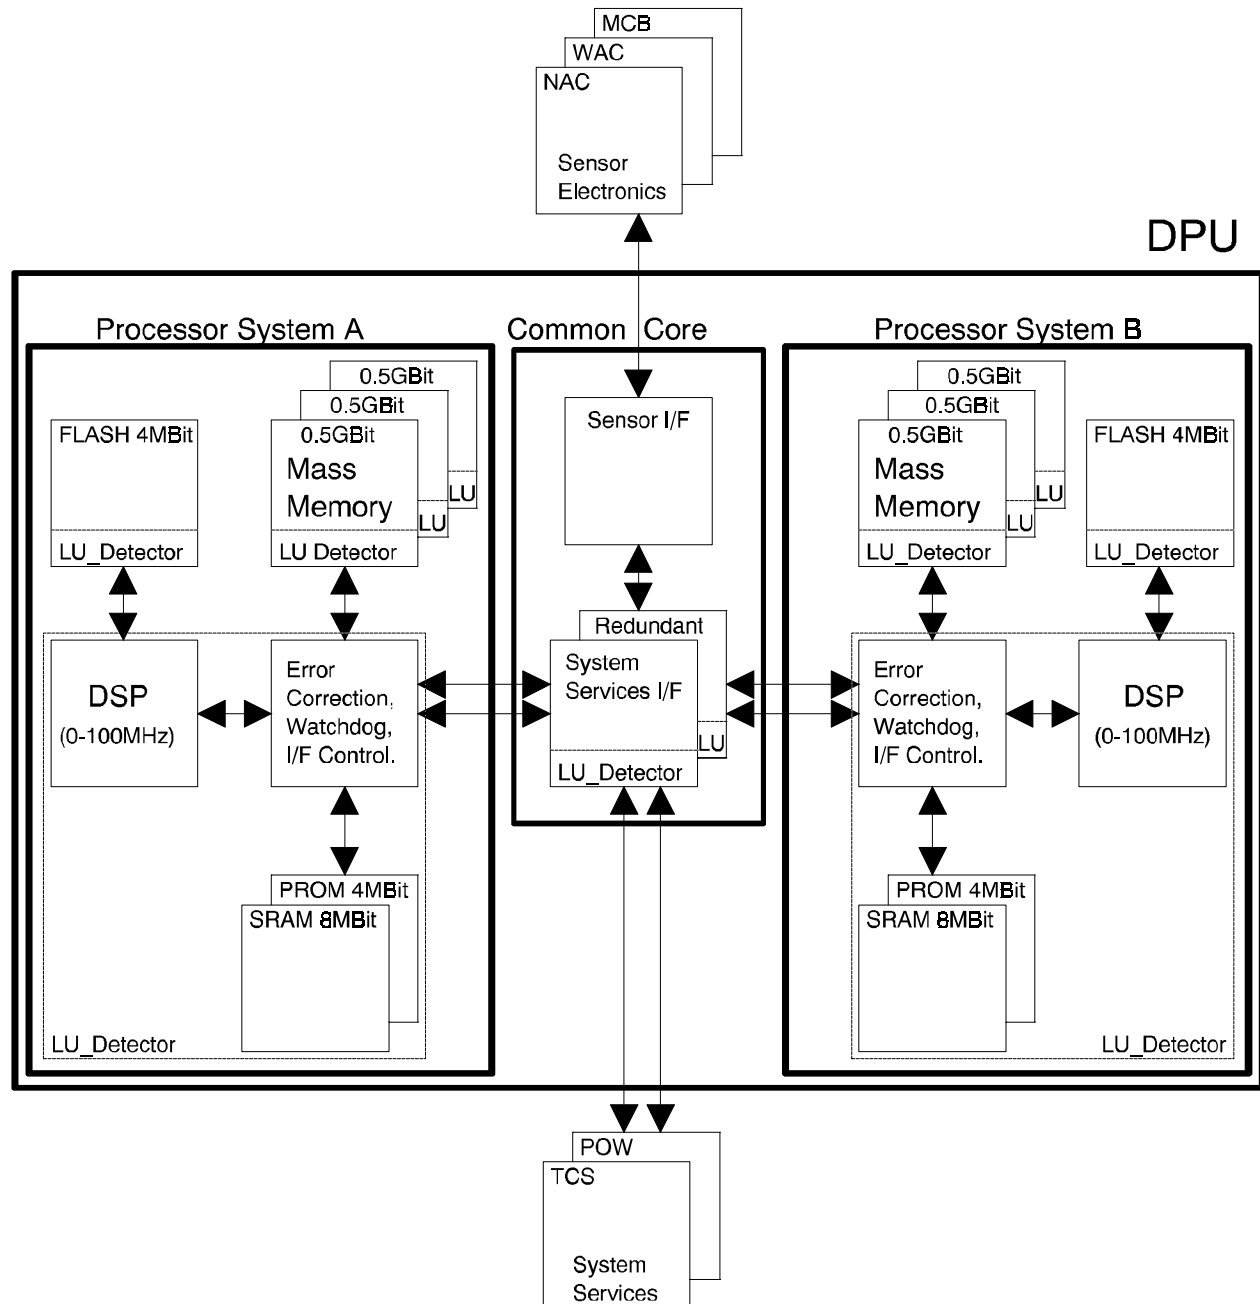 MCB
WAC
NAC
Sensor
Electronics
DPU
Processor System A
Common Core
Processor System B
0.5GBit
0.5GBit
0.5GBit
Mass
Memory
LU
LU
LU Detector
FLASH 4MBit
LU_Detector
Sensor I/F
0.5GBit
0.5GBit
0.5GBit
Mass
Memory
LU
LU
LU_Detector
FLASH 4MBit
LU_Detector
DSP
(0-100MHz)
Error
Correction,
Watchdog,
I/F Control.
Redundant
System
Services I/F
LU
LU_Detector
Error
Correction,
Watchdog,
I/F Control.
DSP
(0-100MHz)
PROM 4MBit
SRAM 8MBit
LU_Detector
PROM 4MBit
SRAM 8MBit
LU_Detector
POW
TCS
System
Services